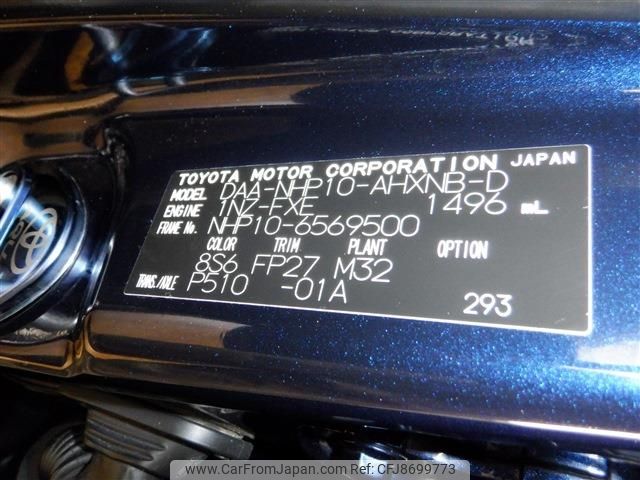 TOYOTA MOTOR CORPORATION JAPAN
MODEL DAA-NHP10-AHXNB-D
ENGINE 1NZ-FXE 1496 mL
FRAME No. NHP10-6569500
COLOR TRIM PLANT OPTION
8S6 FP27 M32
TRANS./AXLE P510 -01A
293
www.CarFromJapan.com ID: CFJ8699773